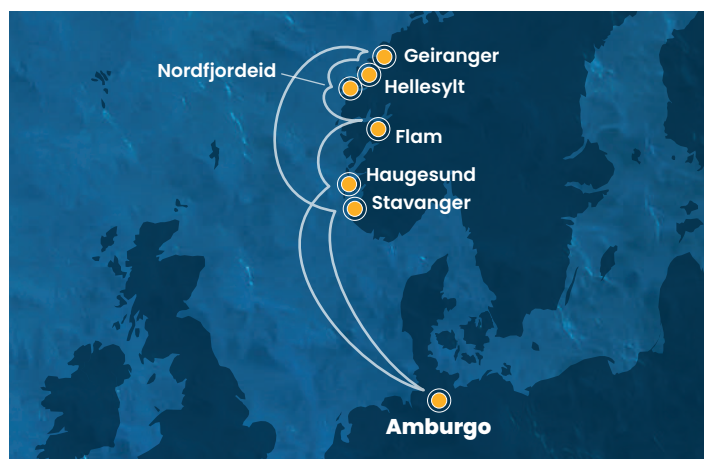 Geiranger
Nordfjordeid
Hellesylt
Flam
Haugesund
Stavanger
Amburgo